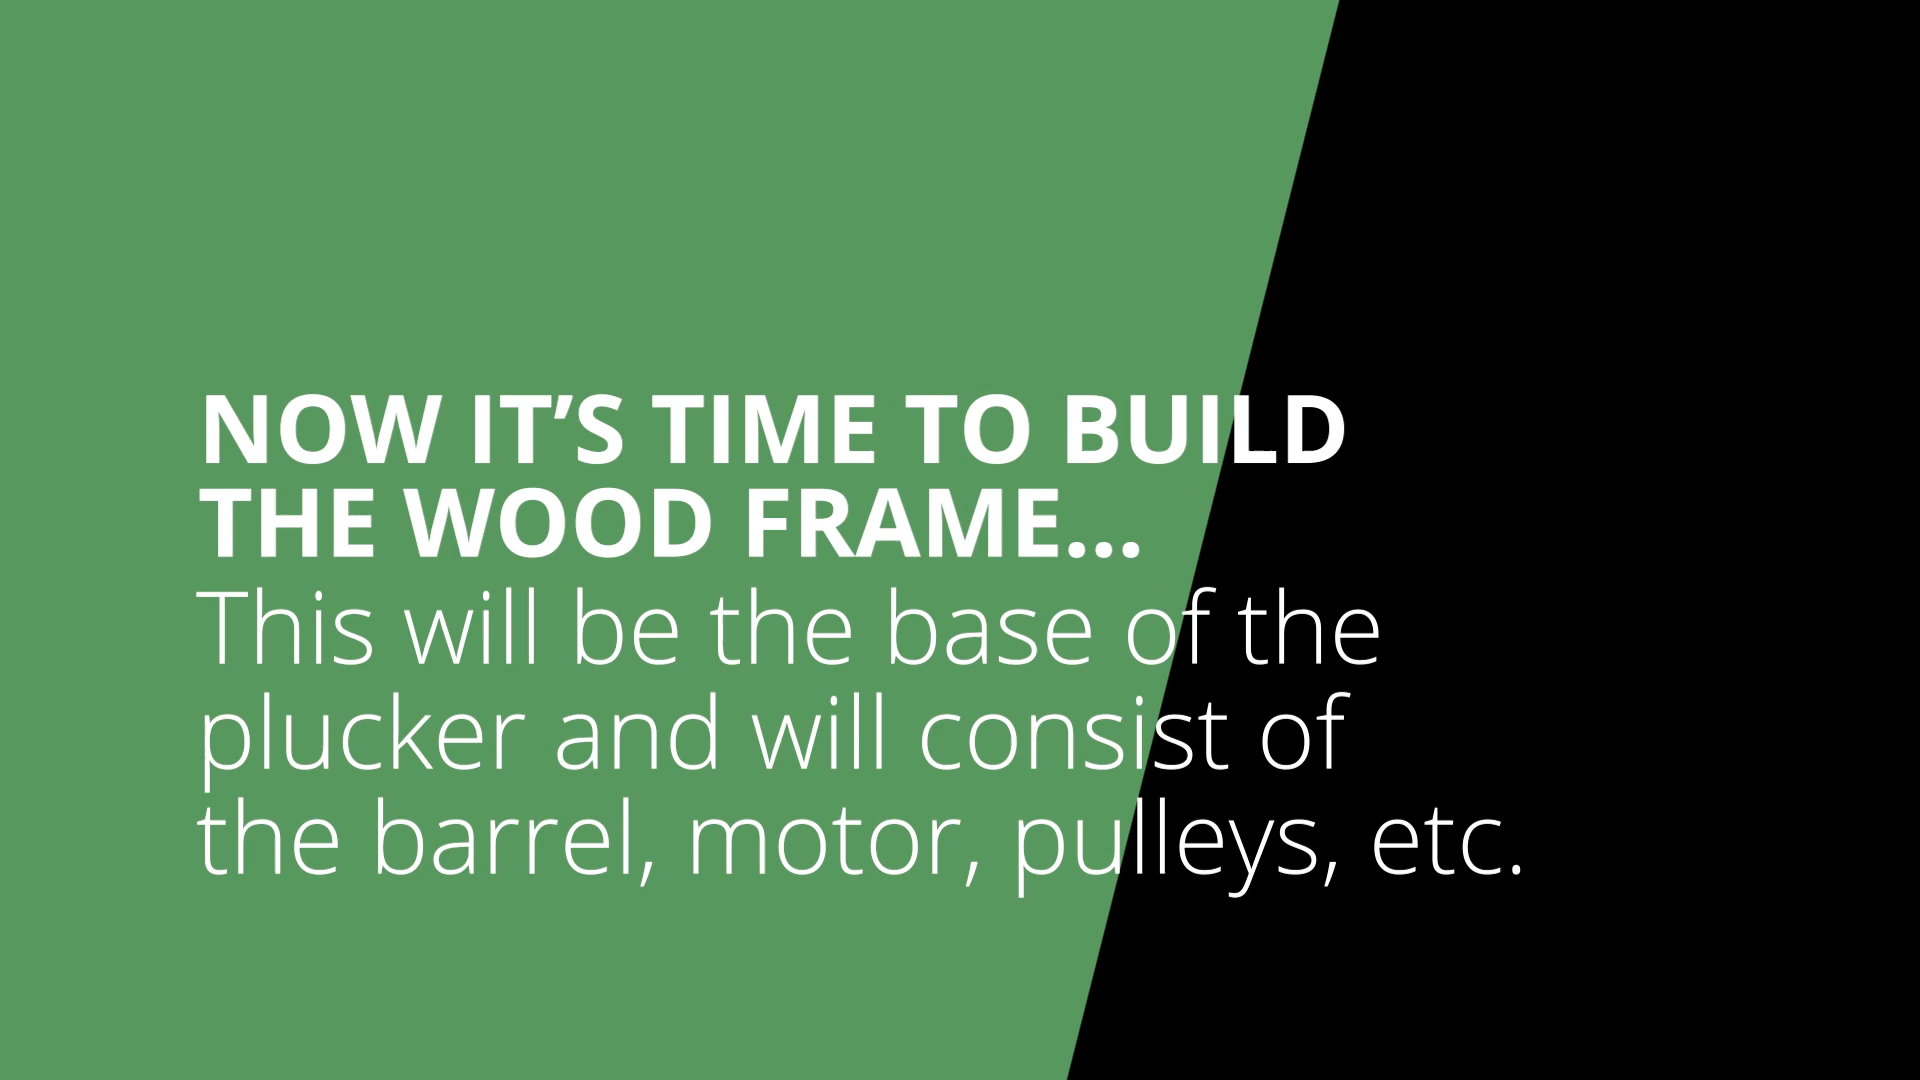 NOW IT’S TIME TO BUILD
THE WOOD FRAME...
This will be the base of the
plucker and will consist of
the barrel, motor, pulleys, etc.